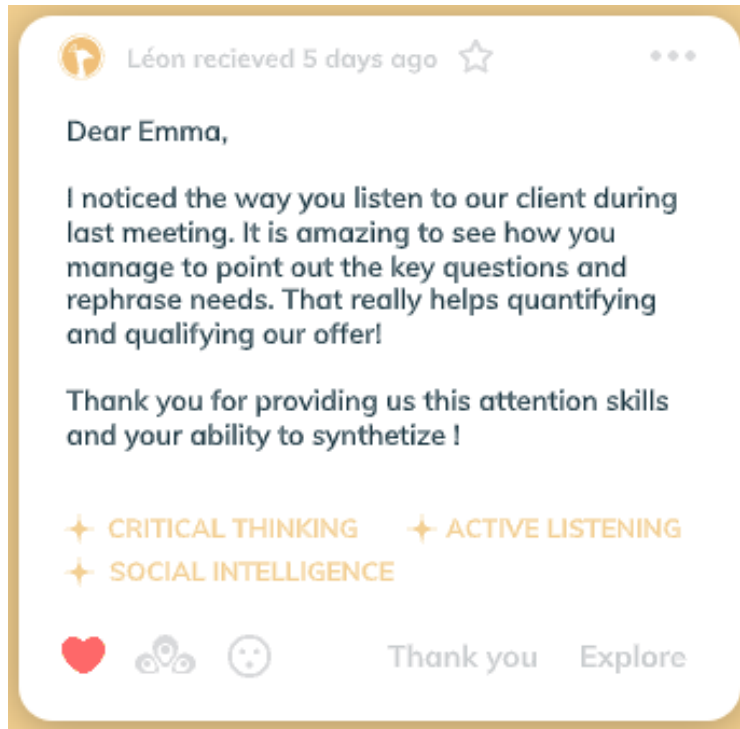 Léon recieved 5 days ago
Dear Emma,
I noticed the way you listen to our client during
last meeting. It is amazing to see how you
manage to point out the key questions and
rephrase needs. That really helps quantifying
and qualifying our offer!
Thank you for providing us this attention skills
and your ability to synthetize !
CRITICAL THINKING ACTIVE LISTENING
SOCIAL INTELLIGENCE
Thank you Explore